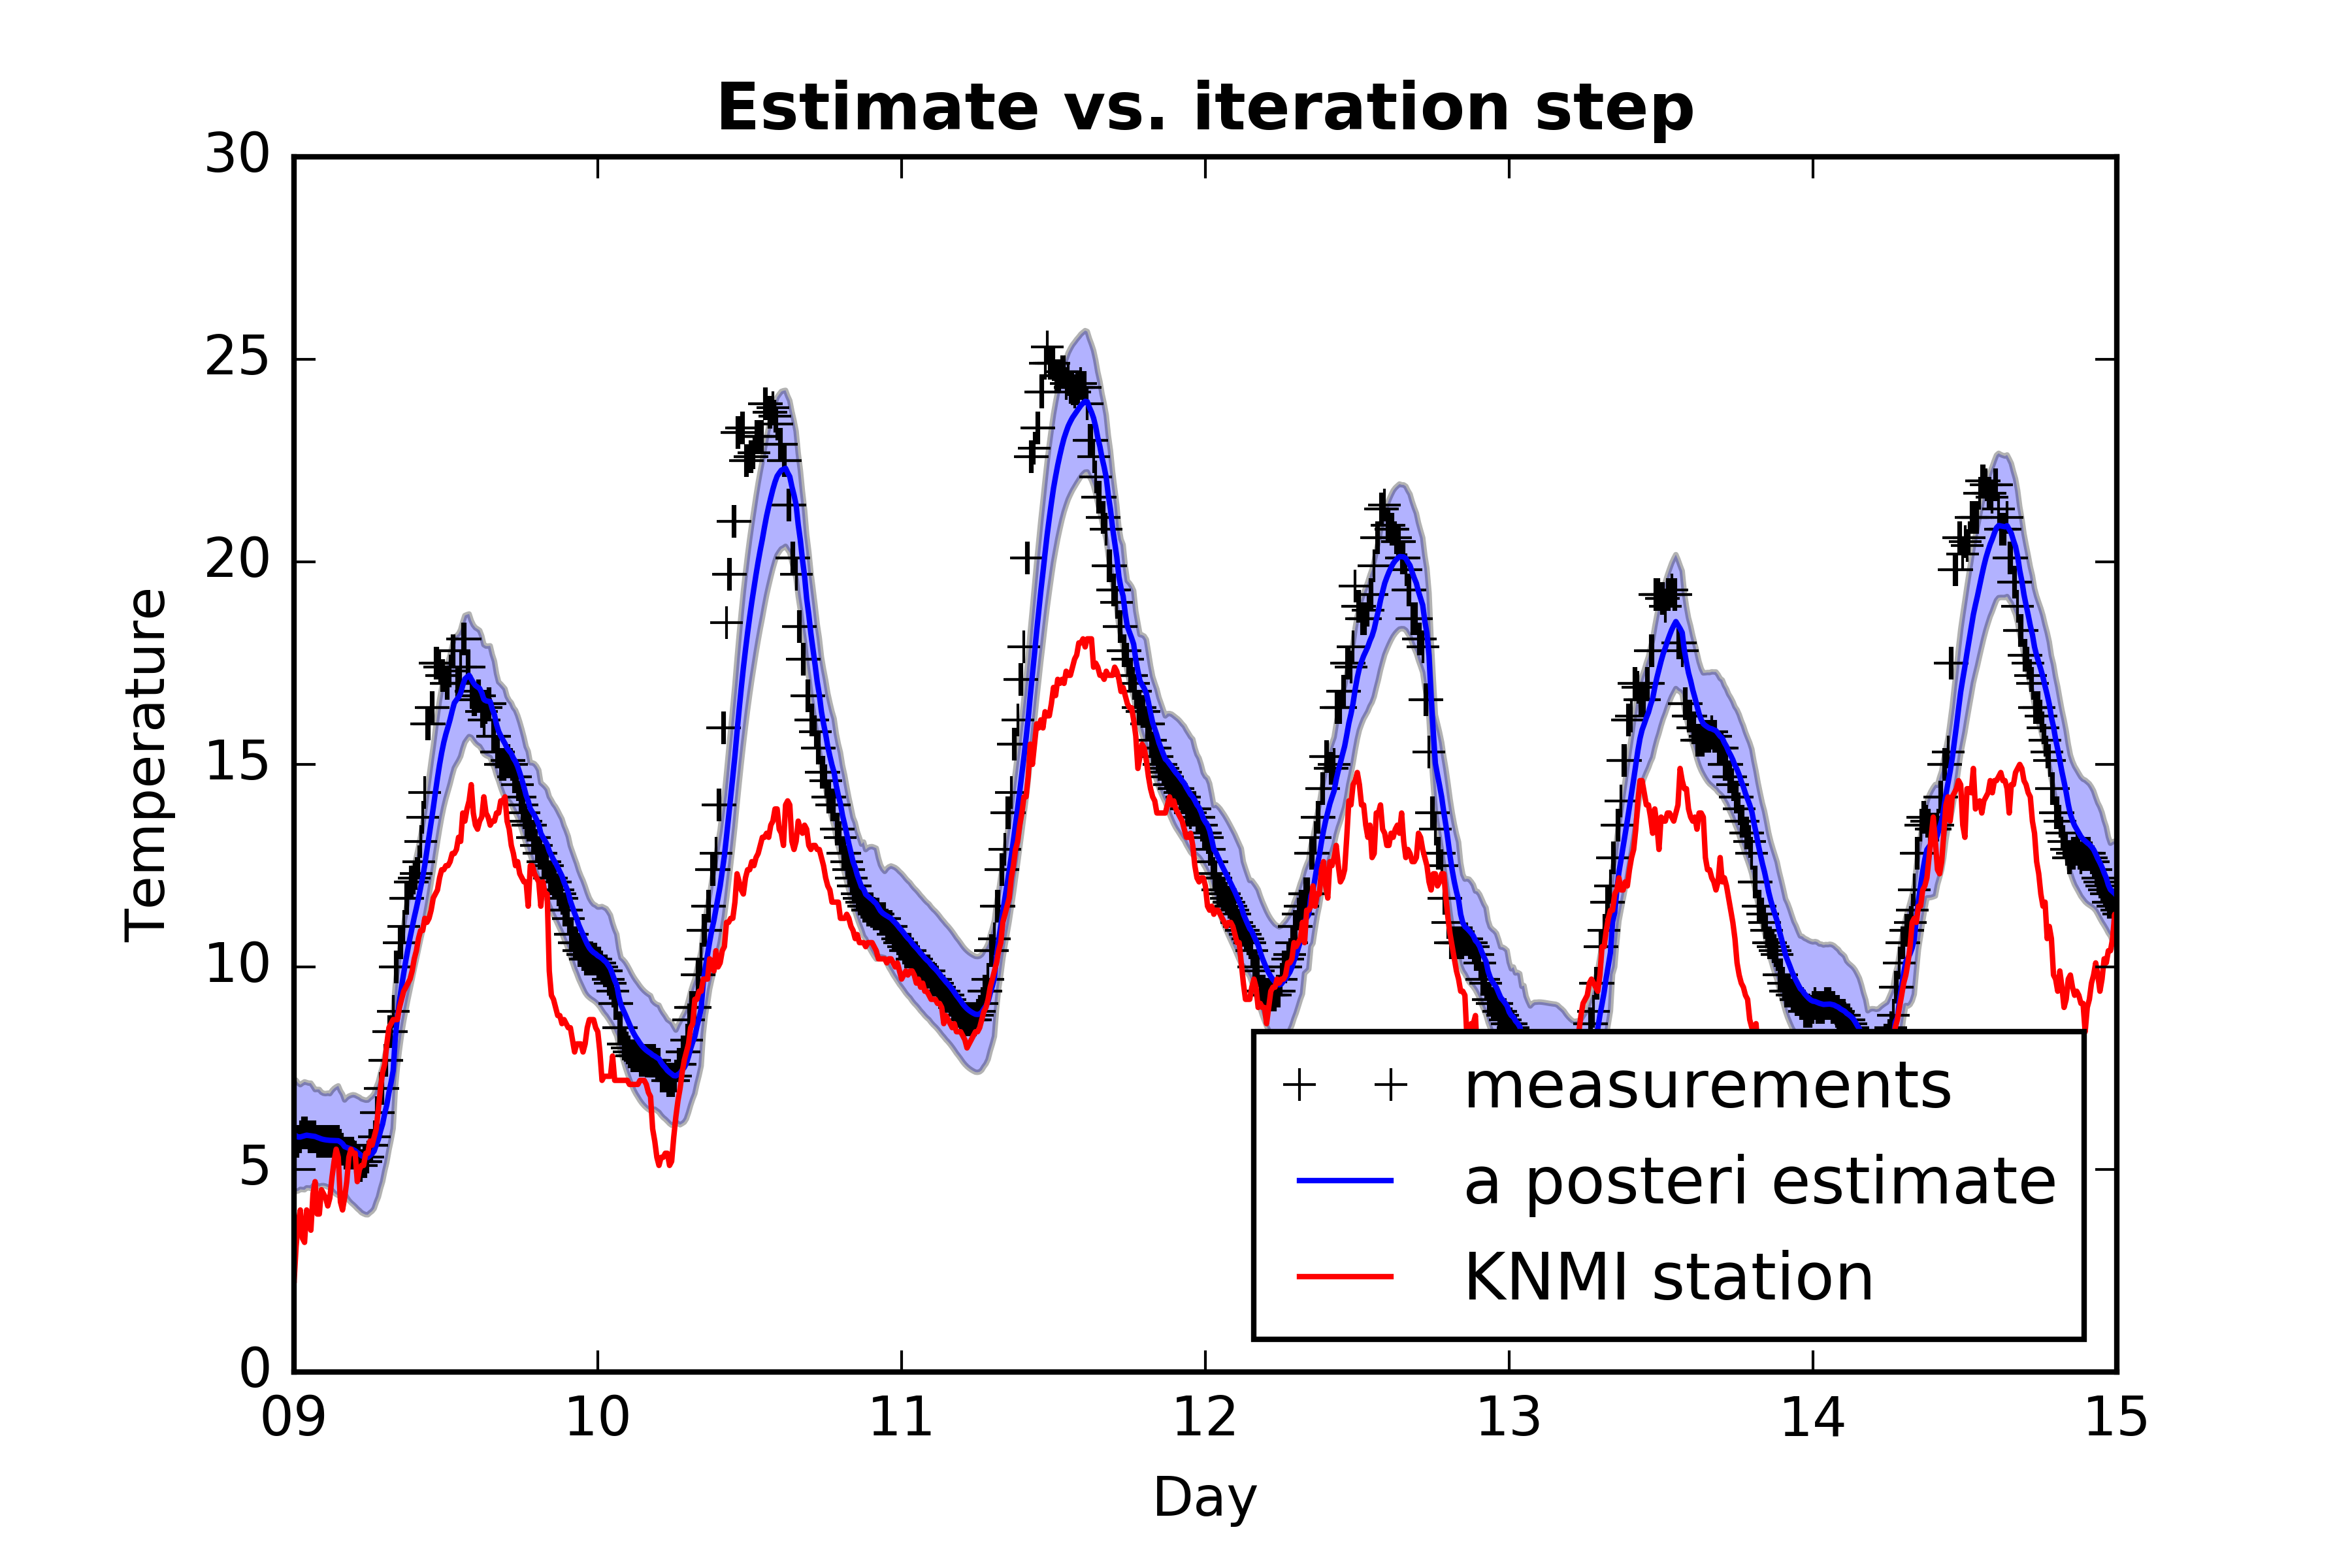 Estimate vs. iteration step
30
25
20
15
10
5
0
Temperature
09 10 11 12 13 14 15
Day
measurements
a posteri estimate
KNMI station